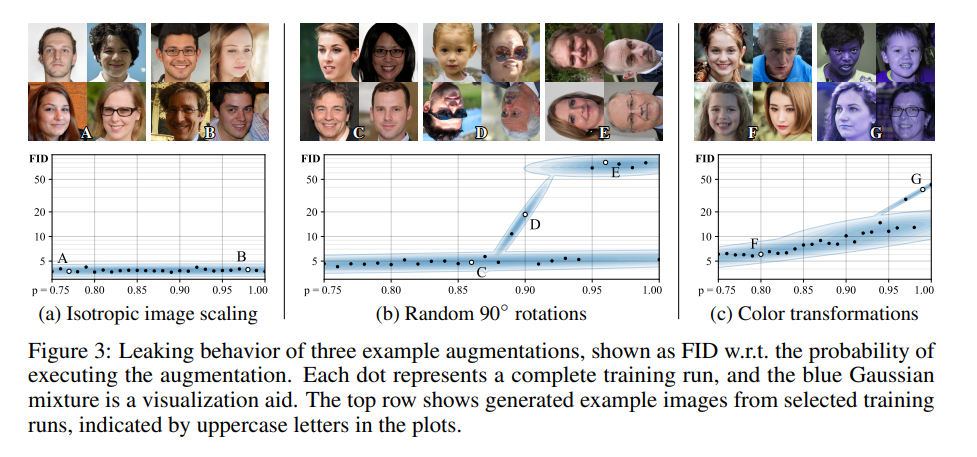 A B C D E F G
FID FID FID
50 50 50
20 20 20
10 10 10
5 5 5
A B C D E F G
p = 0.75 0.80 0.85 0.90 0.95 1.00 p = 0.75 0.80 0.85 0.90 0.95 1.00 p = 0.75 0.80 0.85 0.90 0.95 1.00
(a) Isotropic image scaling (b) Random 90° rotations (c) Color transformations
Figure 3: Leaking behavior of three example augmentations, shown as FID w.r.t. the probability of
executing the augmentation. Each dot represents a complete training run, and the blue Gaussian
mixture is a visualization aid. The top row shows generated example images from selected training
runs, indicated by uppercase letters in the plots.